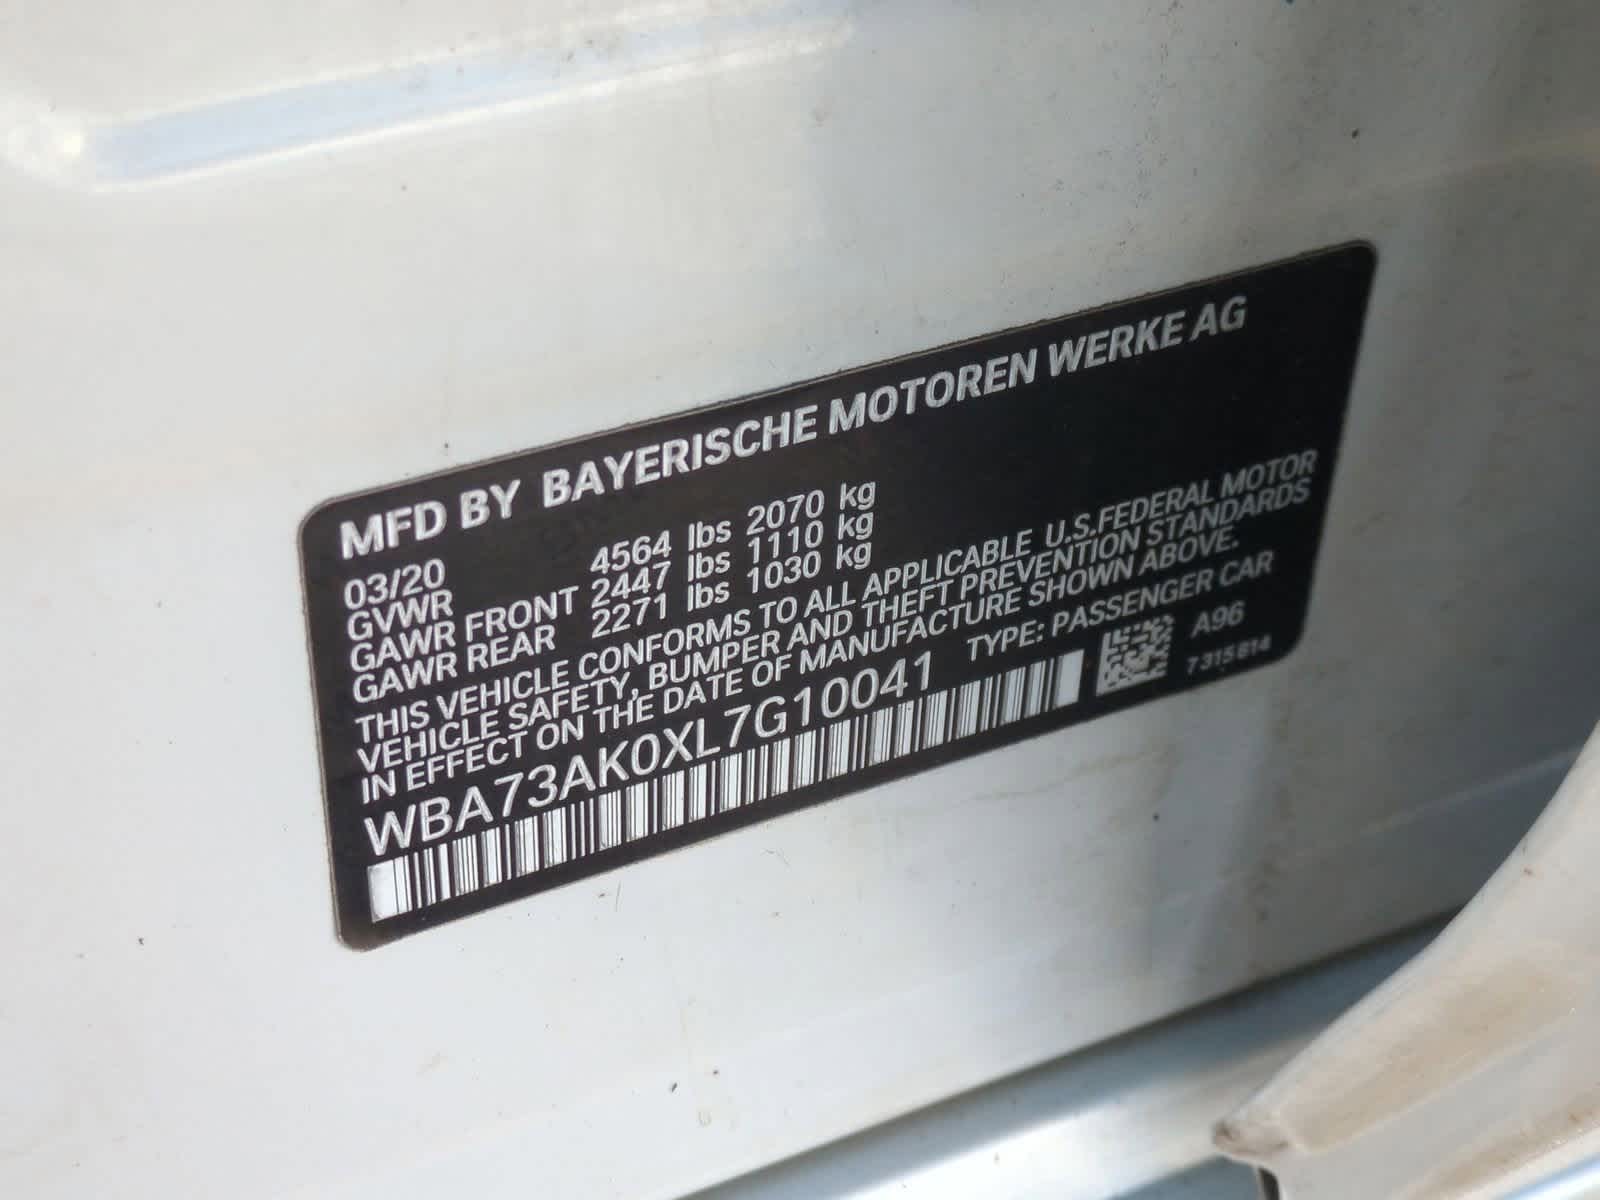 MFD BY BAYERISCHE MOTOREN WERKE AG
03/20
GVWR 4564 lbs 2070 kg
GAWR FRONT 2447 lbs 1110 kg
GAWR REAR 2271 lbs 1030 kg
THIS VEHICLE CONFORMS TO ALL APPLICABLE U.S.FEDERAL MOTOR
VEHICLE SAFETY, BUMPER AND THEFT PREVENTION STANDARDS
IN EFFECT ON THE DATE OF MANUFACTURE SHOWN ABOVE.
WBA73AK0XL7G10041 TYPE: PASSENGER CAR
A96
7315614